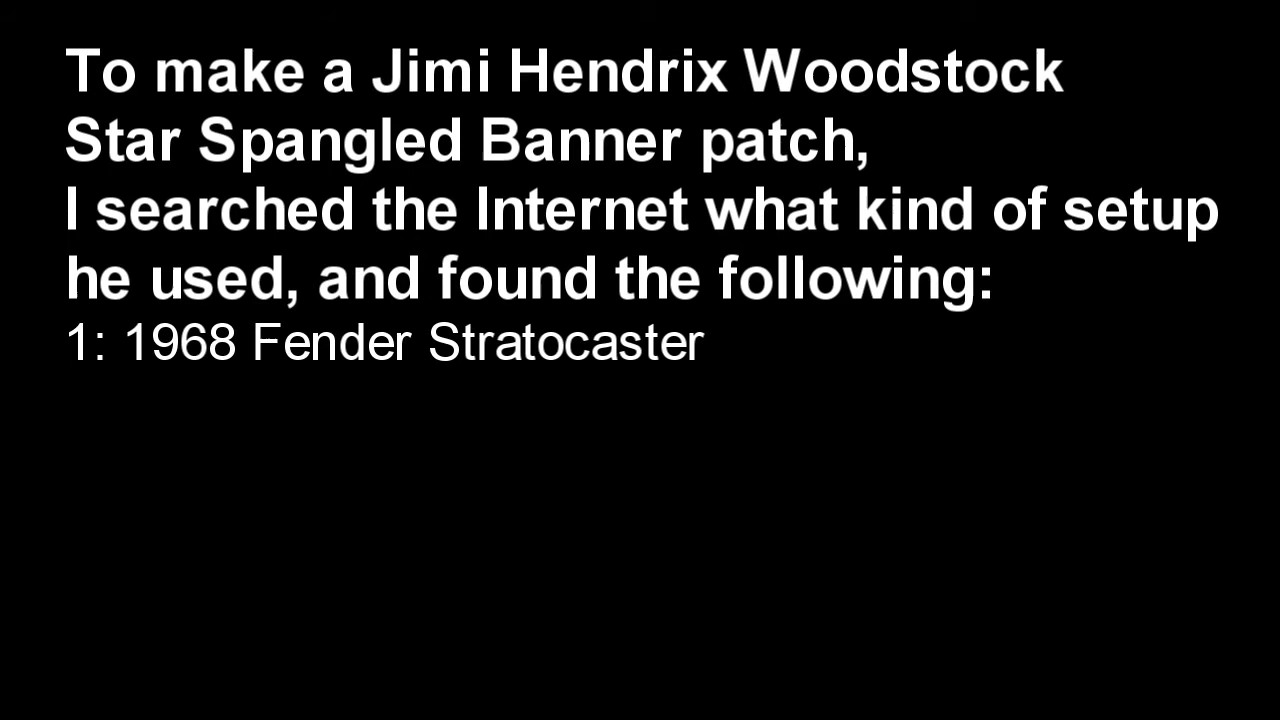 To make a Jimi Hendrix Woodstock
Star Spangled Banner patch,
I searched the Internet what kind of setup
he used, and found the following:
1: 1968 Fender Stratocaster